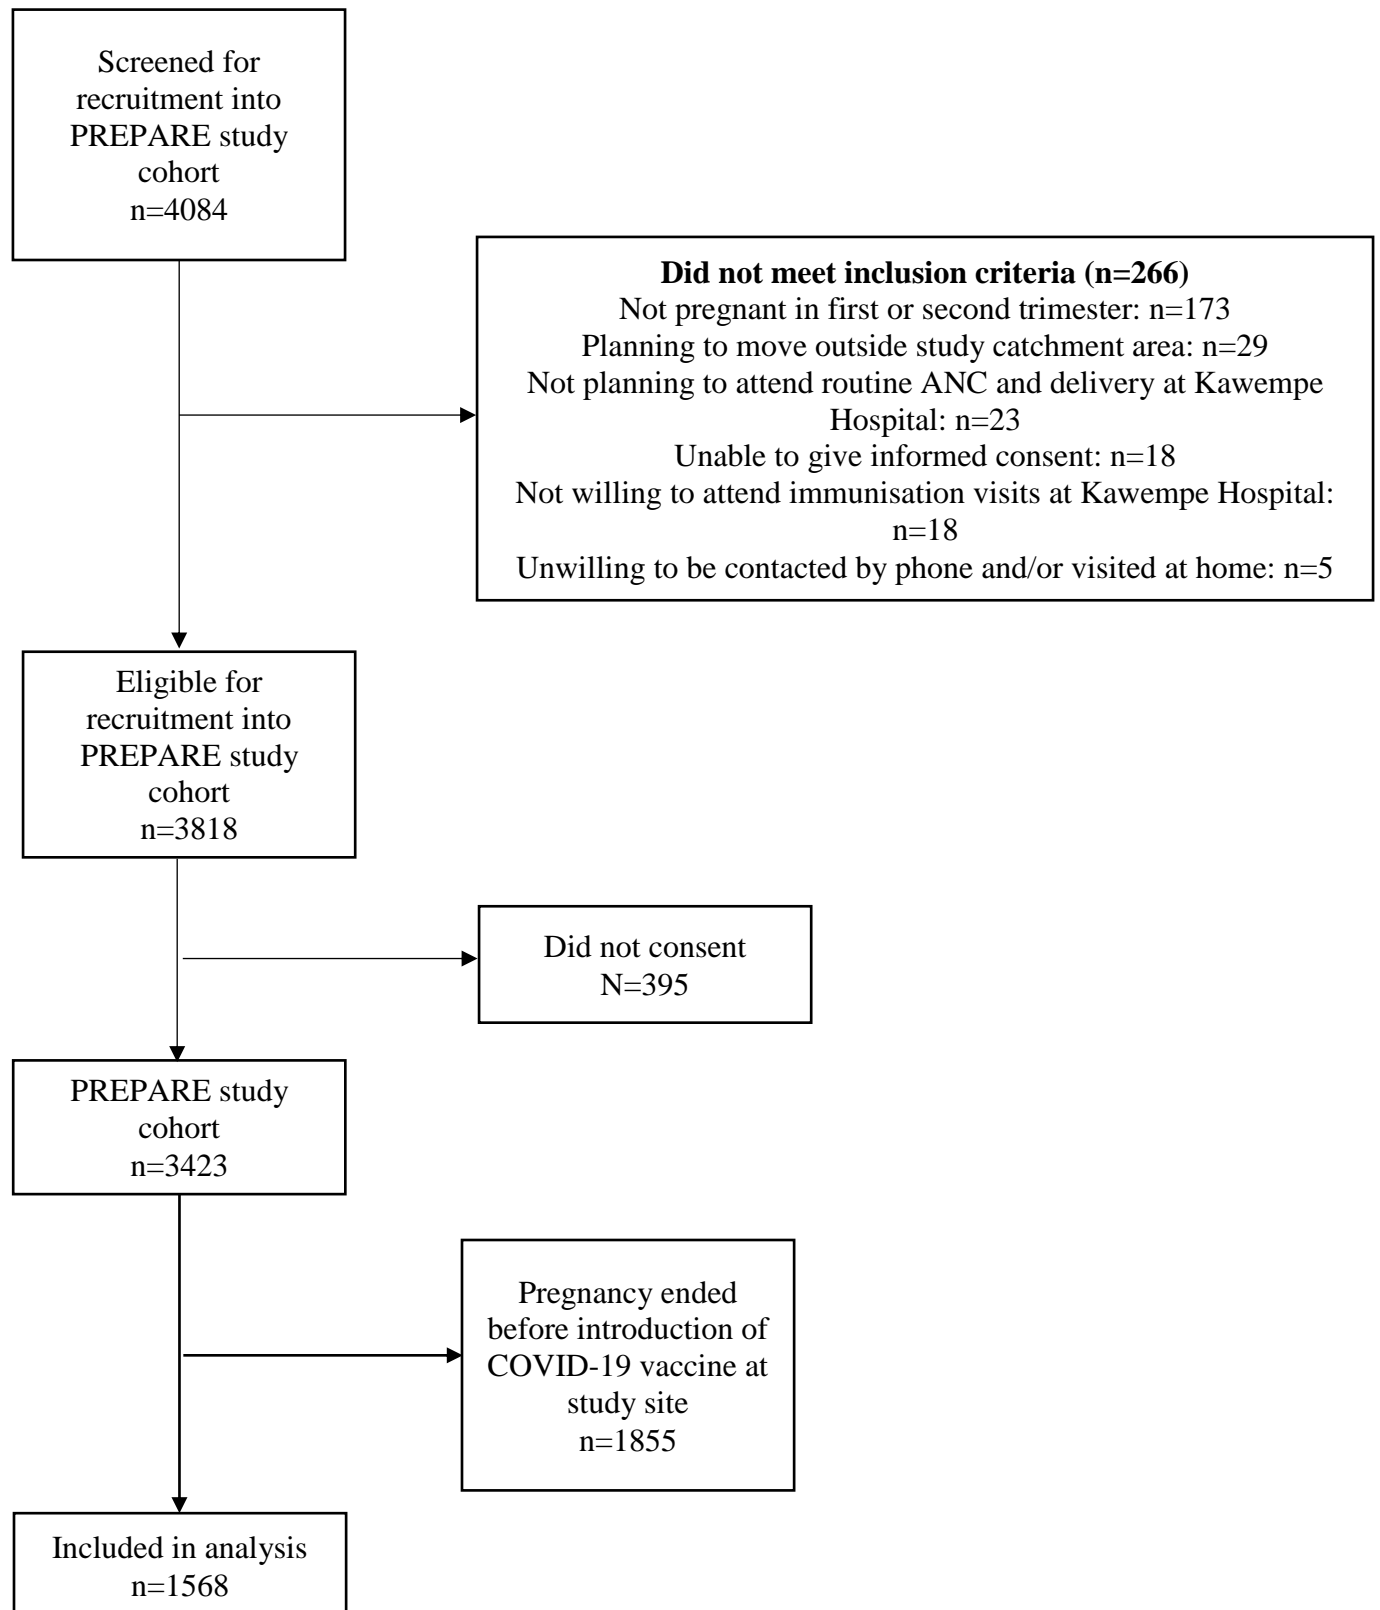 Screened for
recruitment into
PREPARE study
cohort
n=4084
Did not meet inclusion criteria (n=266)
Not pregnant in first or second trimester: n=173
Planning to move outside study catchment area: n=29
Not planning to attend routine ANC and delivery at Kawempe
Hospital: n=23
Unable to give informed consent: n=18
Not willing to attend immunisation visits at Kawempe Hospital:
n=18
Unwilling to be contacted by phone and/or visited at home: n=5
Eligible for
recruitment into
PREPARE study
cohort
n=3818
Did not consent
N=395
PREPARE study
cohort
n=3423
Pregnancy ended
before introduction of
COVID-19 vaccine at
study site
n=1855
Included in analysis
n=1568